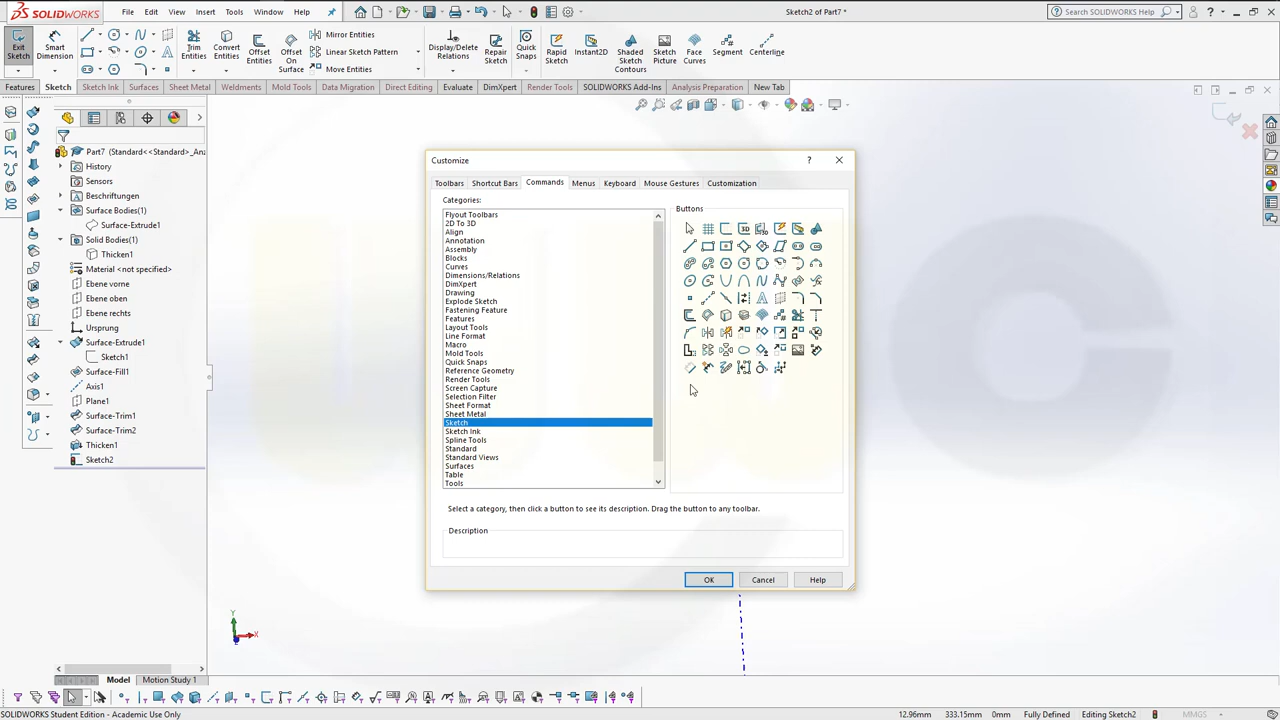 SOLIDWORKS
File
Edit
View
Insert
Tools
Window
Help
Sketch2 of Part7 *
Search SOLIDWORKS Help
Exit Sketch
Smart Dimension
Trim Entities
Convert Entities
Offset Entities
Offset On Surface
Mirror Entities
Linear Sketch Pattern
Move Entities
Display/Delete Relations
Repair Sketch
Quick Snaps
Rapid Sketch
Instant2D
Shaded Sketch Contours
Sketch Picture
Face Curves
Segment
Centerline
Features
Sketch
Sketch Ink
Surfaces
Sheet Metal
Weldments
Mold Tools
Data Migration
Direct Editing
Evaluate
DimXpert
Render Tools
SOLIDWORKS Add-Ins
Analysis Preparation
New Tab
Part7 (Standard<<Standard>_Anz
History
Sensors
Beschriftungen
Surface Bodies(1)
Surface-Extrude1
Solid Bodies(1)
Thicken1
Material <not specified>
Ebene vorne
Ebene oben
Ebene rechts
Ursprung
Surface-Extrude1
Sketch1
Surface-Fill1
Axis1
Plane1
Surface-Trim1
Surface-Trim2
Thicken1
Sketch2
Customize
Toolbars
Shortcut Bars
Commands
Menus
Keyboard
Mouse Gestures
Customization
Categories:
Flyout Toolbars
2D To 3D
Align
Annotation
Assembly
Blocks
Curves
Dimensions/Relations
DimXpert
Drawing
Explode Sketch
Fastening Feature
Features
Layout Tools
Line Format
Macro
Mold Tools
Quick Snaps
Reference Geometry
Render Tools
Screen Capture
Selection Filter
Sheet Format
Sheet Metal
Sketch
Sketch Ink
Spline Tools
Standard
Standard Views
Surfaces
Table
Tools
Buttons
Select a category, then click a button to see its description. Drag the button to any toolbar.
Description
OK
Cancel
Help
Y
X
Model
Motion Study 1
SOLIDWORKS Student Edition - Academic Use Only
12.96mm
333.15mm
0mm
Fully Defined
Editing Sketch2
MMGS